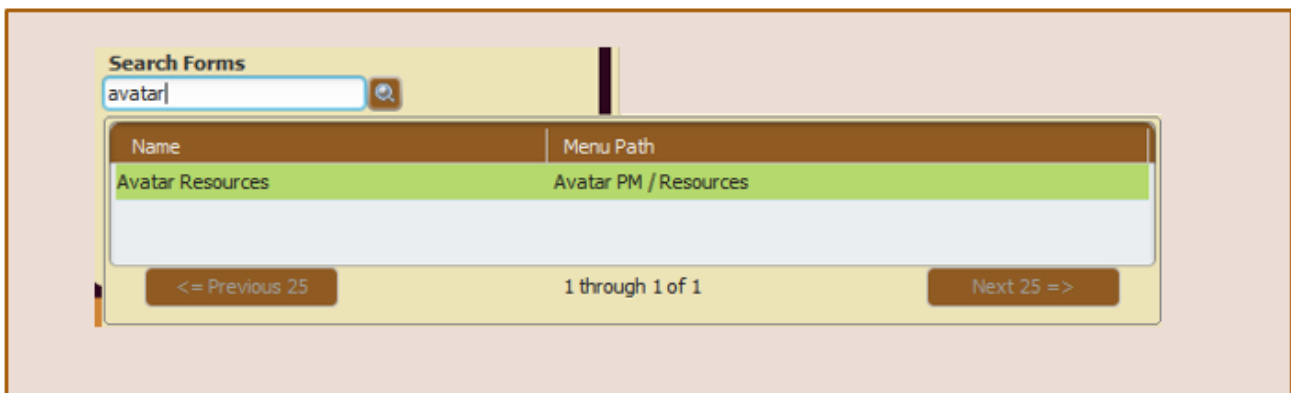 Search Forms
avatar
Name Menu Path
Avatar Resources Avatar PM / Resources
<= Previous 25 1 through 1 of 1 Next 25 =>